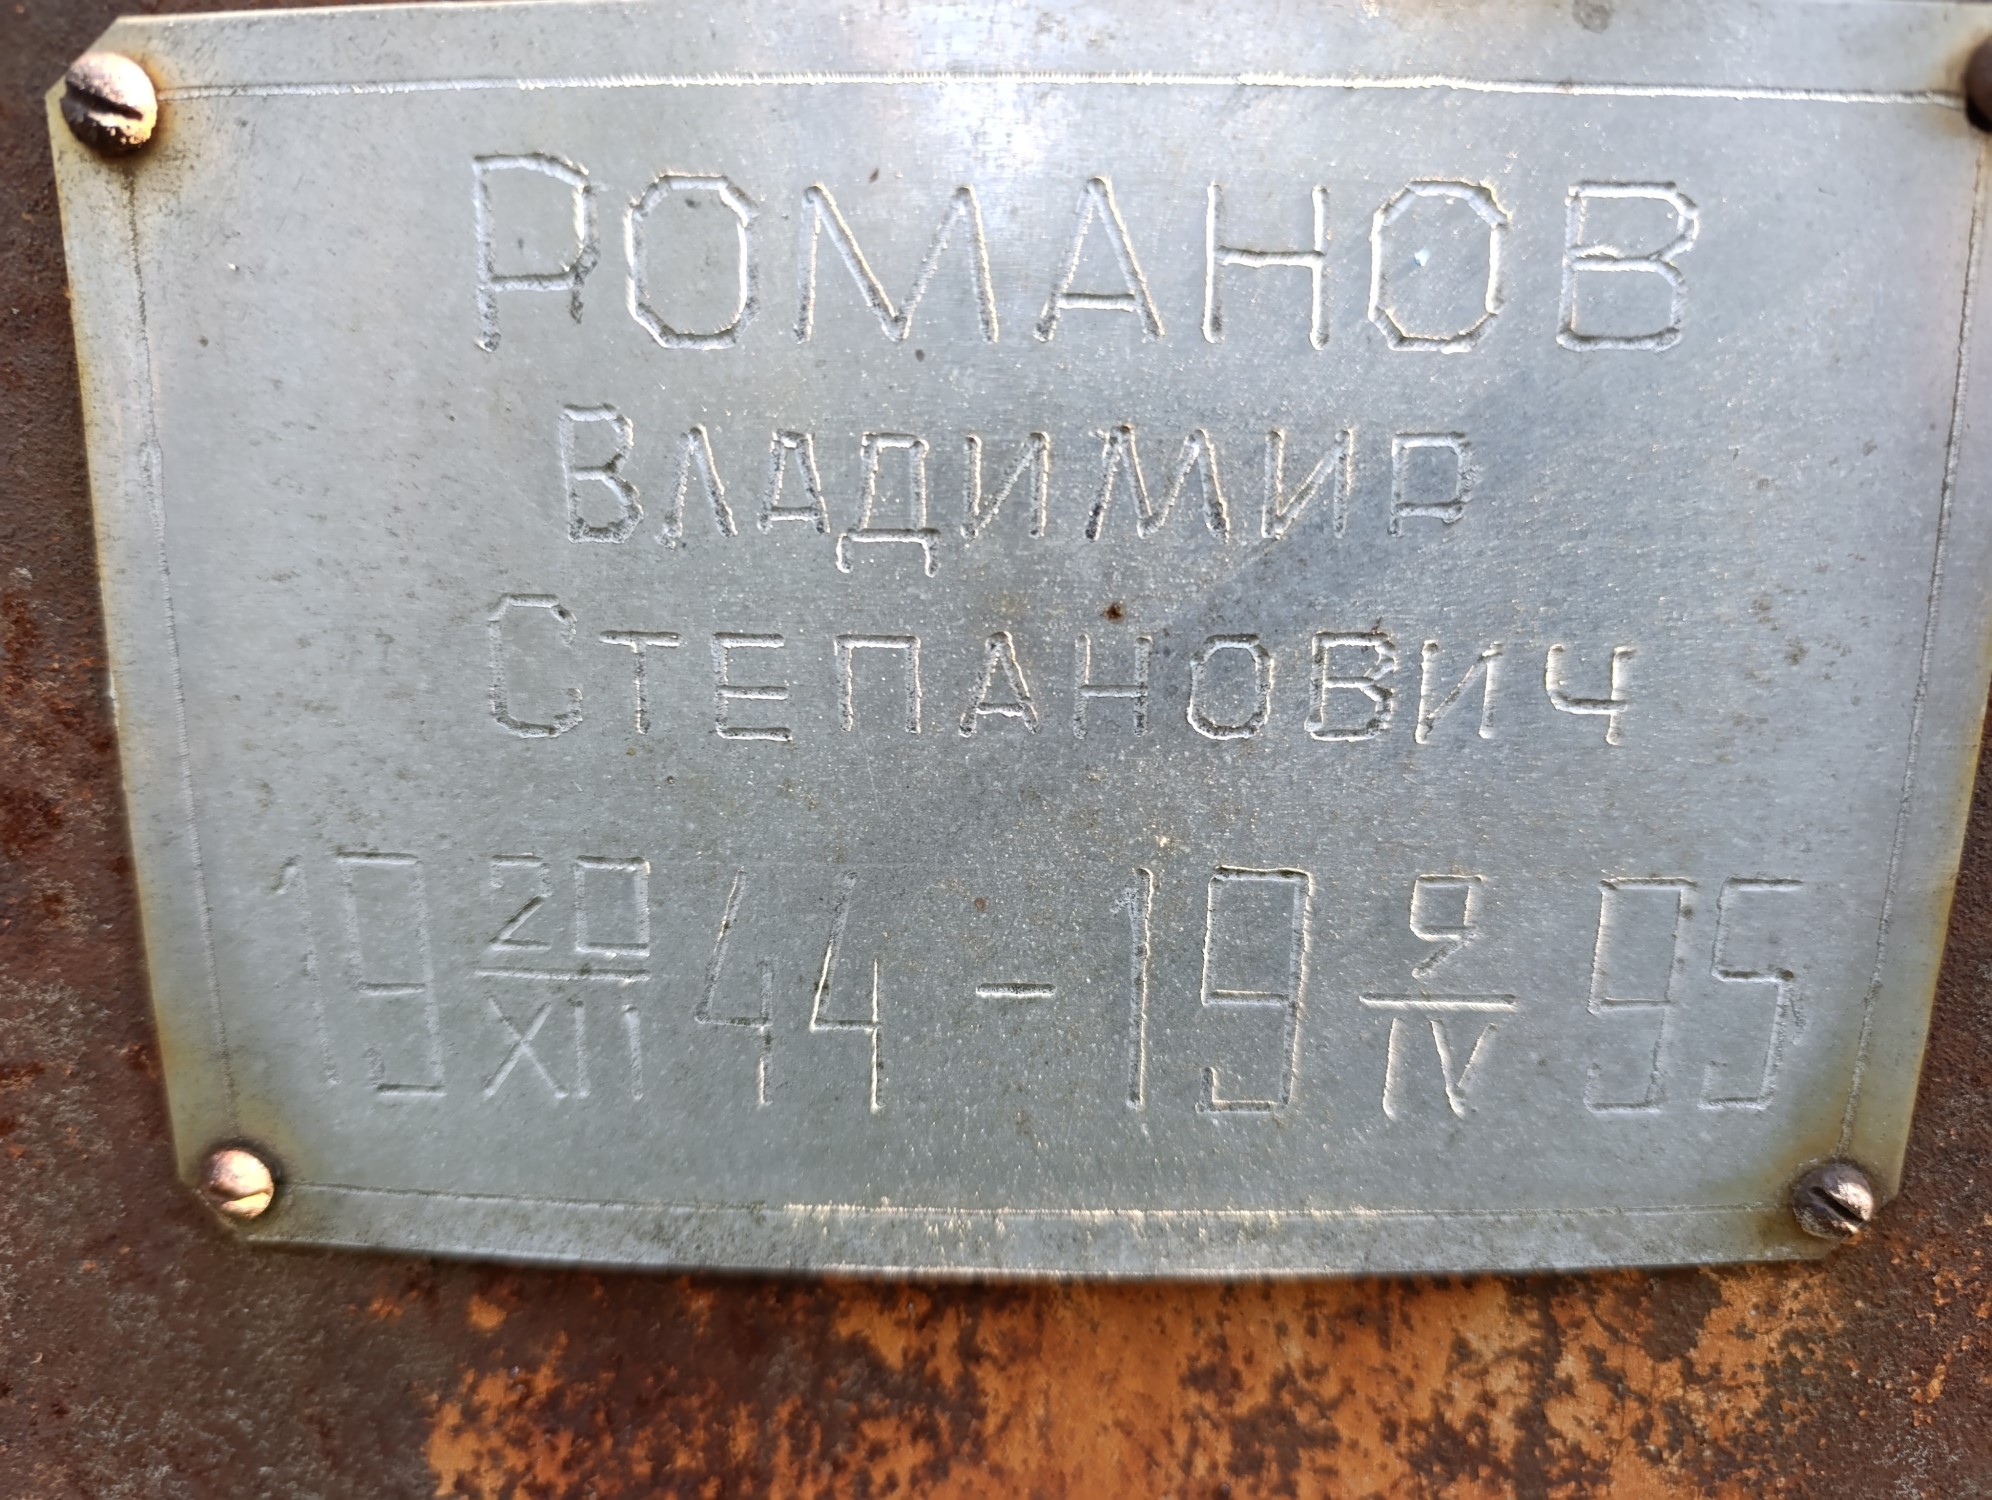 РОМАНОВ
ВЛАДИМИР
СТЕПАНОВИЧ
19 20/XII 44 - 19 9/IV 95